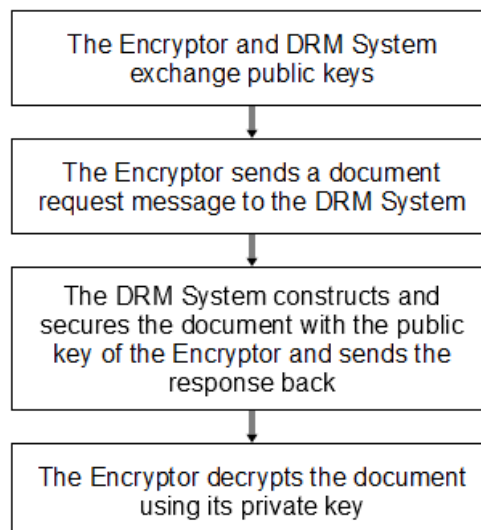 The Encryptor and DRM System
exchange public keys
The Encryptor sends a document
request message to the DRM System
The DRM System constructs and
secures the document with the public
key of the Encryptor and sends the
response back
The Encryptor decrypts the document
using its private key